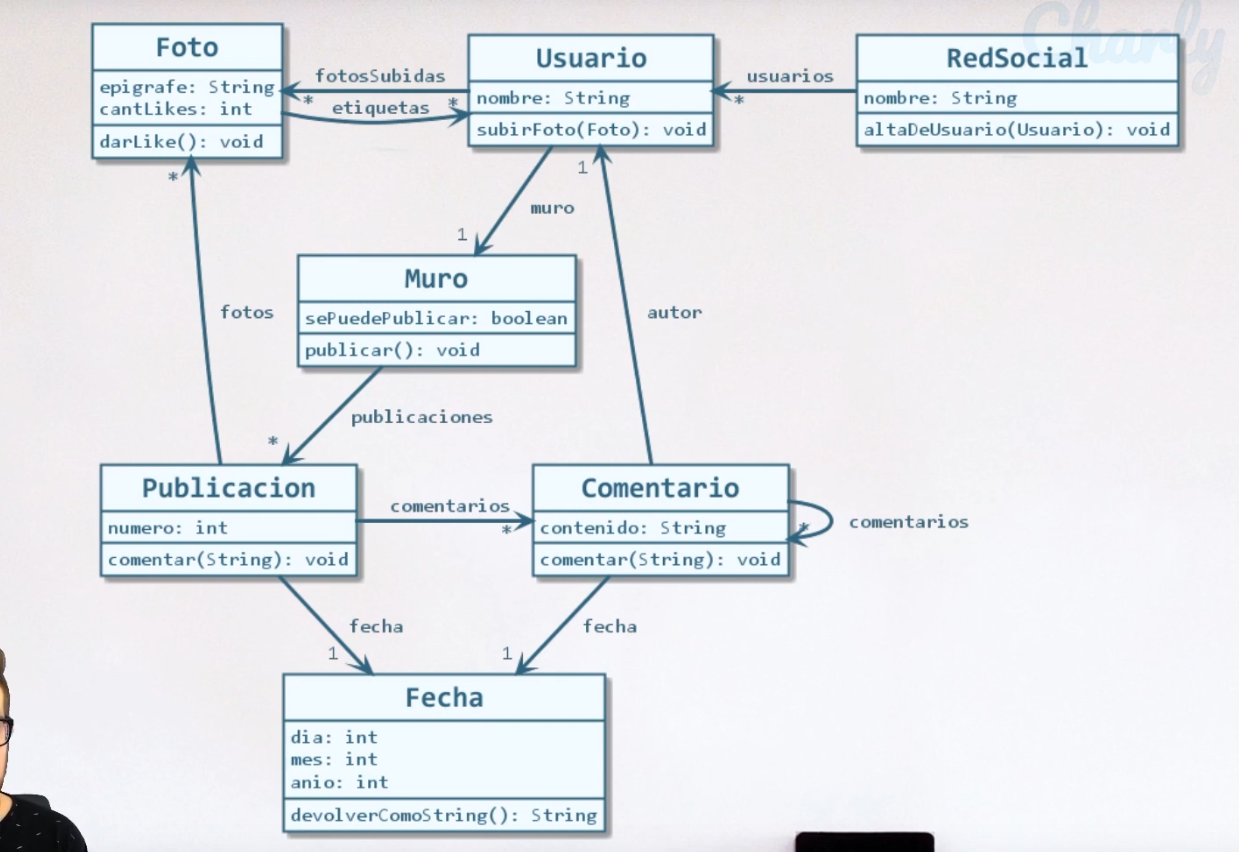 Charly
Foto
epigrafe: String
cantLikes: int
darLike(): void
fotosSubidas
*
etiquetas
*
Usuario
nombre: String
subirFoto(Foto): void
usuarios
*
RedSocial
nombre: String
altaDeUsuario(Usuario): void
*
1
muro
1
Muro
sePuedePublicar: boolean
publicar(): void
fotos
autor
publicaciones
*
Publicacion
numero: int
comentar(String): void
comentarios
*
Comentario
contenido: String
comentar(String): void
*
comentarios
fecha
1
fecha
1
Fecha
dia: int
mes: int
anio: int
devolverComoString(): String